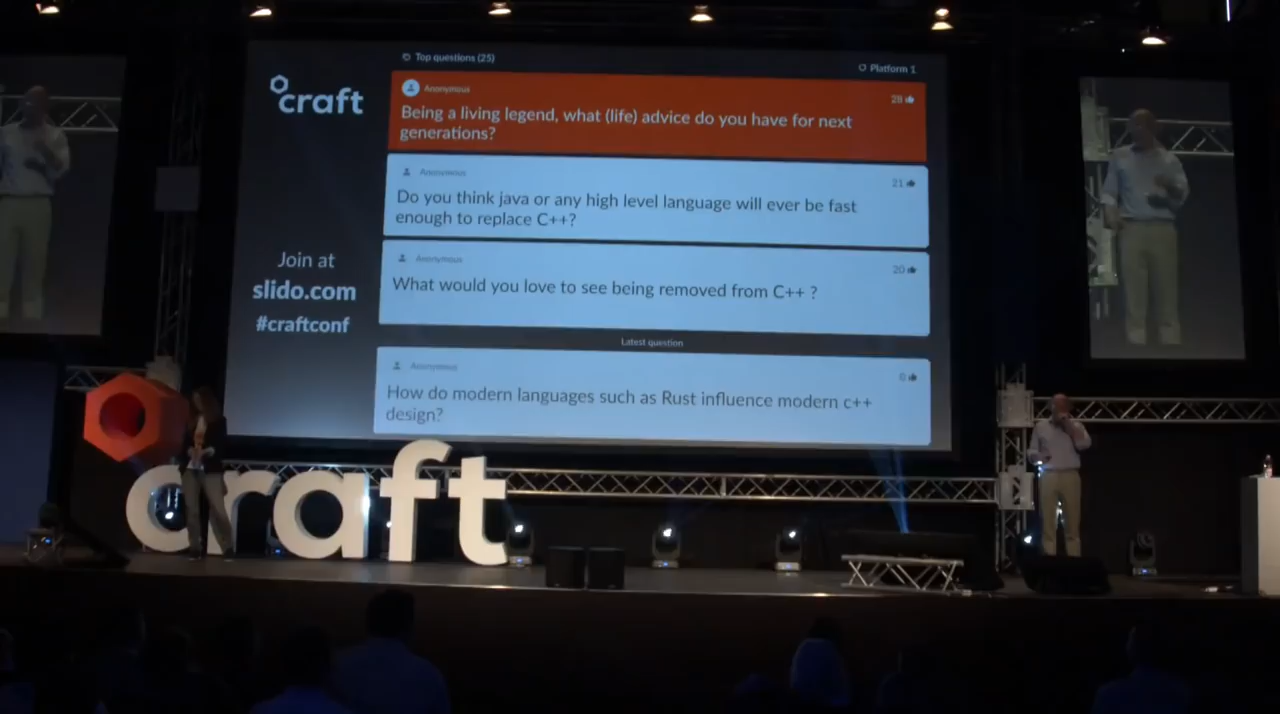 Top questions (25)
Platform 1
craft
Anonymous
28
Being a living legend, what (life) advice do you have for next
generations?
Anonymous
21
Do you think java or any high level language will ever be fast
enough to replace C++?
Anonymous
20
What would you love to see being removed from C++ ?
Join at
slido.com
#craftconf
Latest question
Anonymous
0
How do modern languages such as Rust influence modern c++
design?
craft